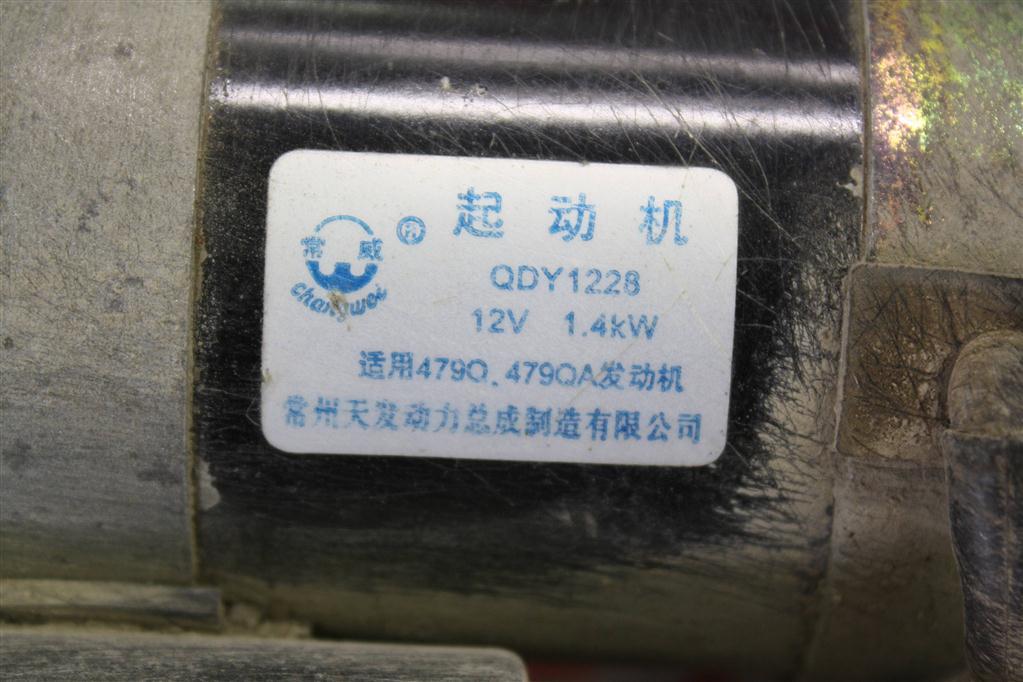 起动机
常威®
changwei
QDY1228
12V 1.4kW
适用479Q、479QA发动机
常州天发动力总成制造有限公司